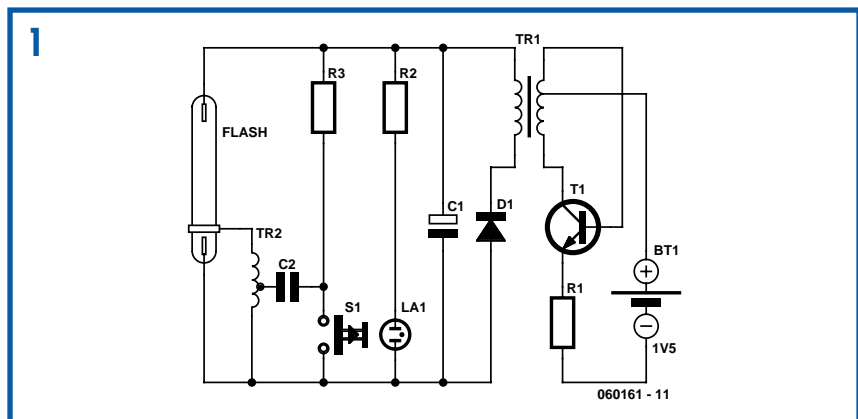 1
TR1
R3
R2
FLASH
C1
D1
T1
TR2
BT1
C2
+
S1
LA1
R1
−
1V5
060161 - 11